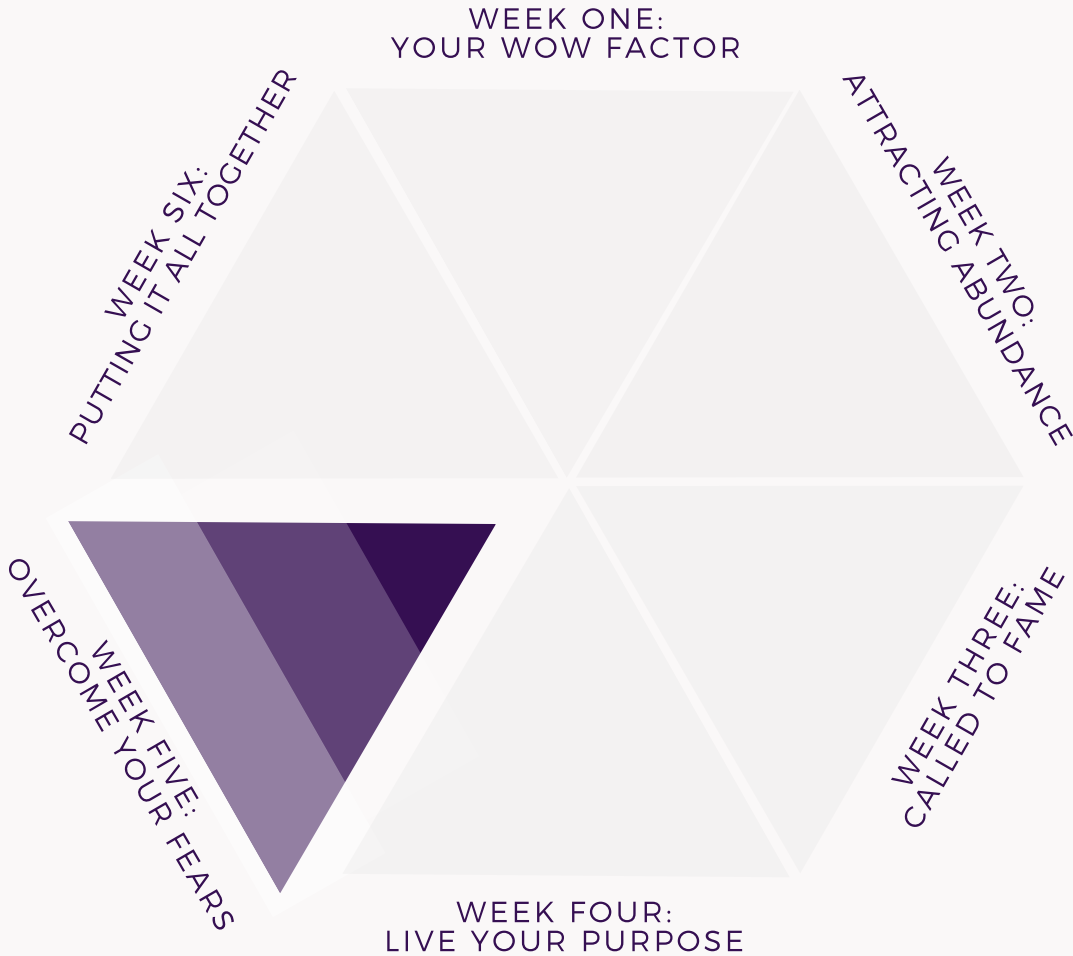 WEEK ONE:
YOUR WOW FACTOR
WEEK TWO:
ATTRACTING ABUNDANCE
WEEK THREE:
CALLED TO FAME
WEEK FOUR:
LIVE YOUR PURPOSE
WEEK FIVE:
OVERCOME YOUR FEARS
WEEK SIX:
PUTTING IT ALL TOGETHER